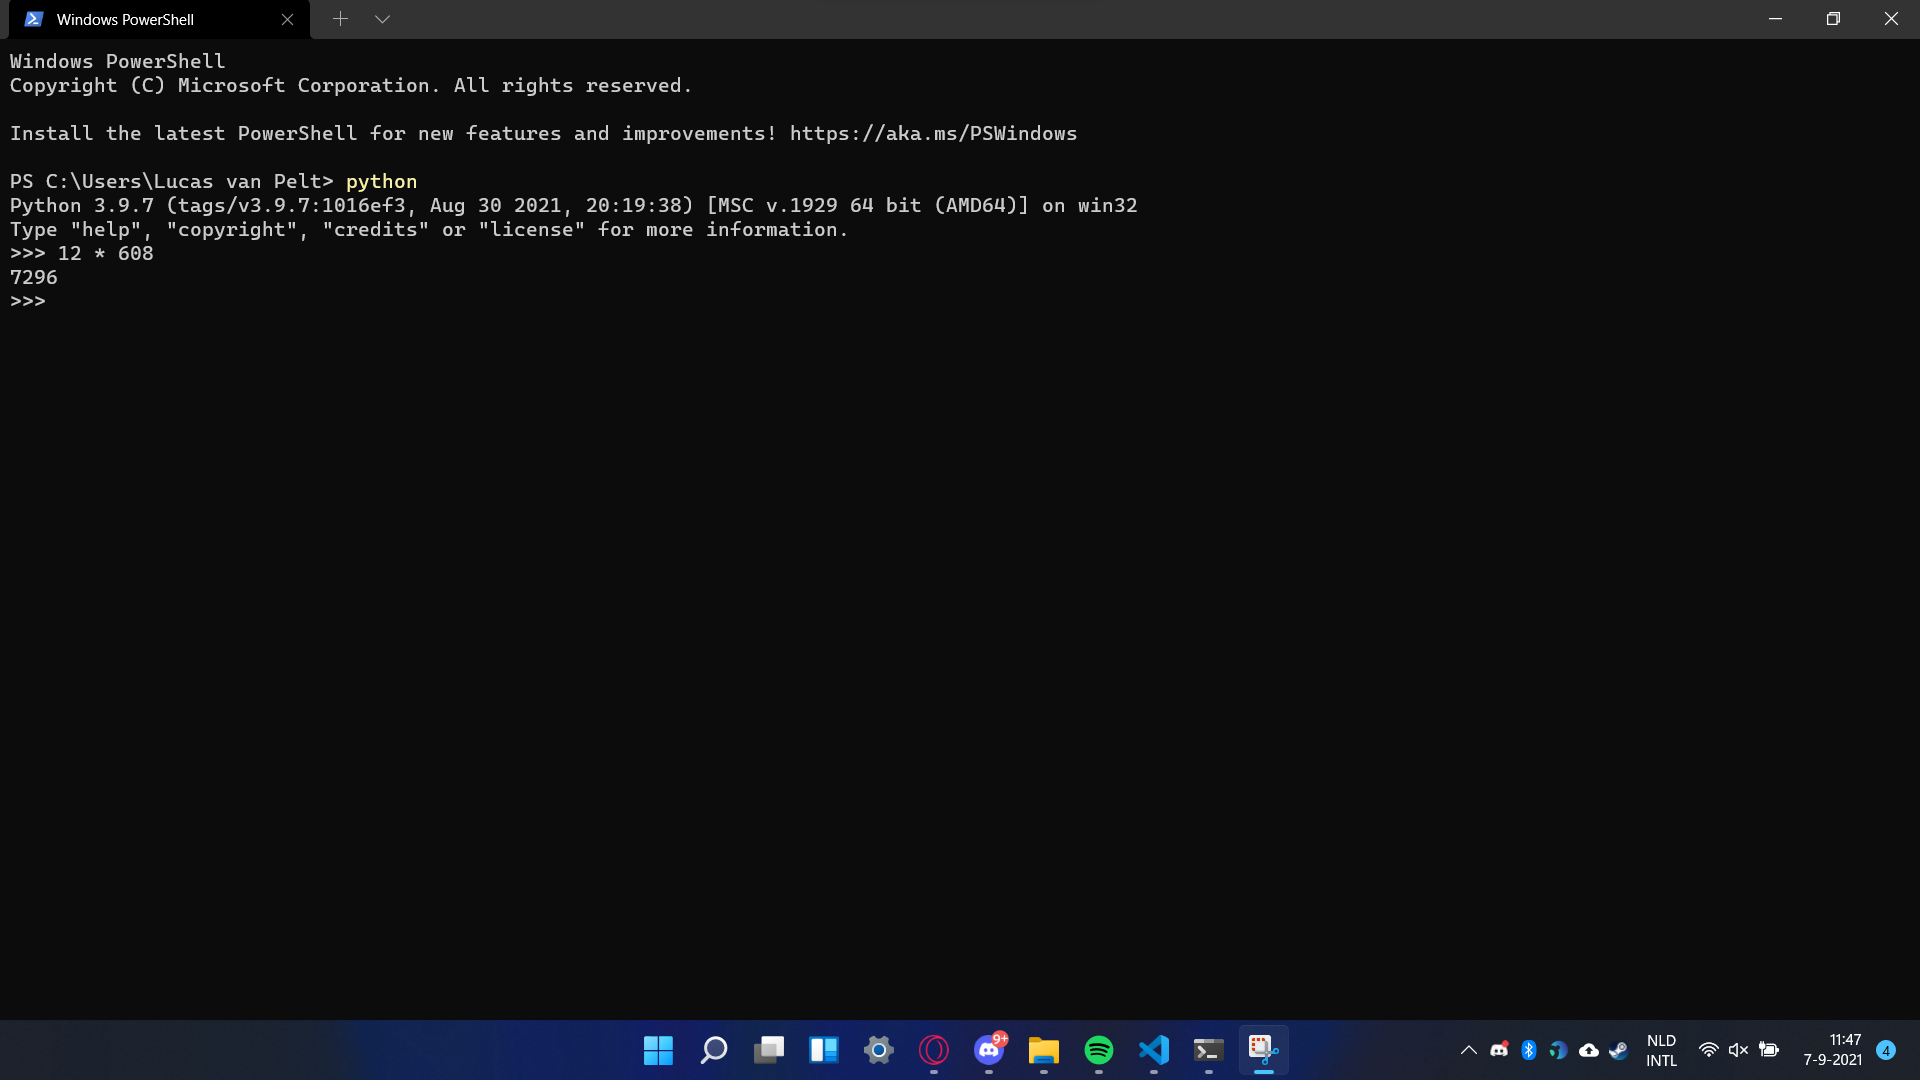 Windows PowerShell
Windows PowerShell
Copyright (C) Microsoft Corporation. All rights reserved.
Install the latest PowerShell for new features and improvements! https://aka.ms/PSWindows
PS C:\Users\Lucas van Pelt> python
Python 3.9.7 (tags/v3.9.7:1016ef3, Aug 30 2021, 20:19:38) [MSC v.1929 64 bit (AMD64)] on win32
Type "help", "copyright", "credits" or "license" for more information.
>>> 12 * 608
7296
>>>
9+
NLD
INTL
11:47
7-9-2021
4